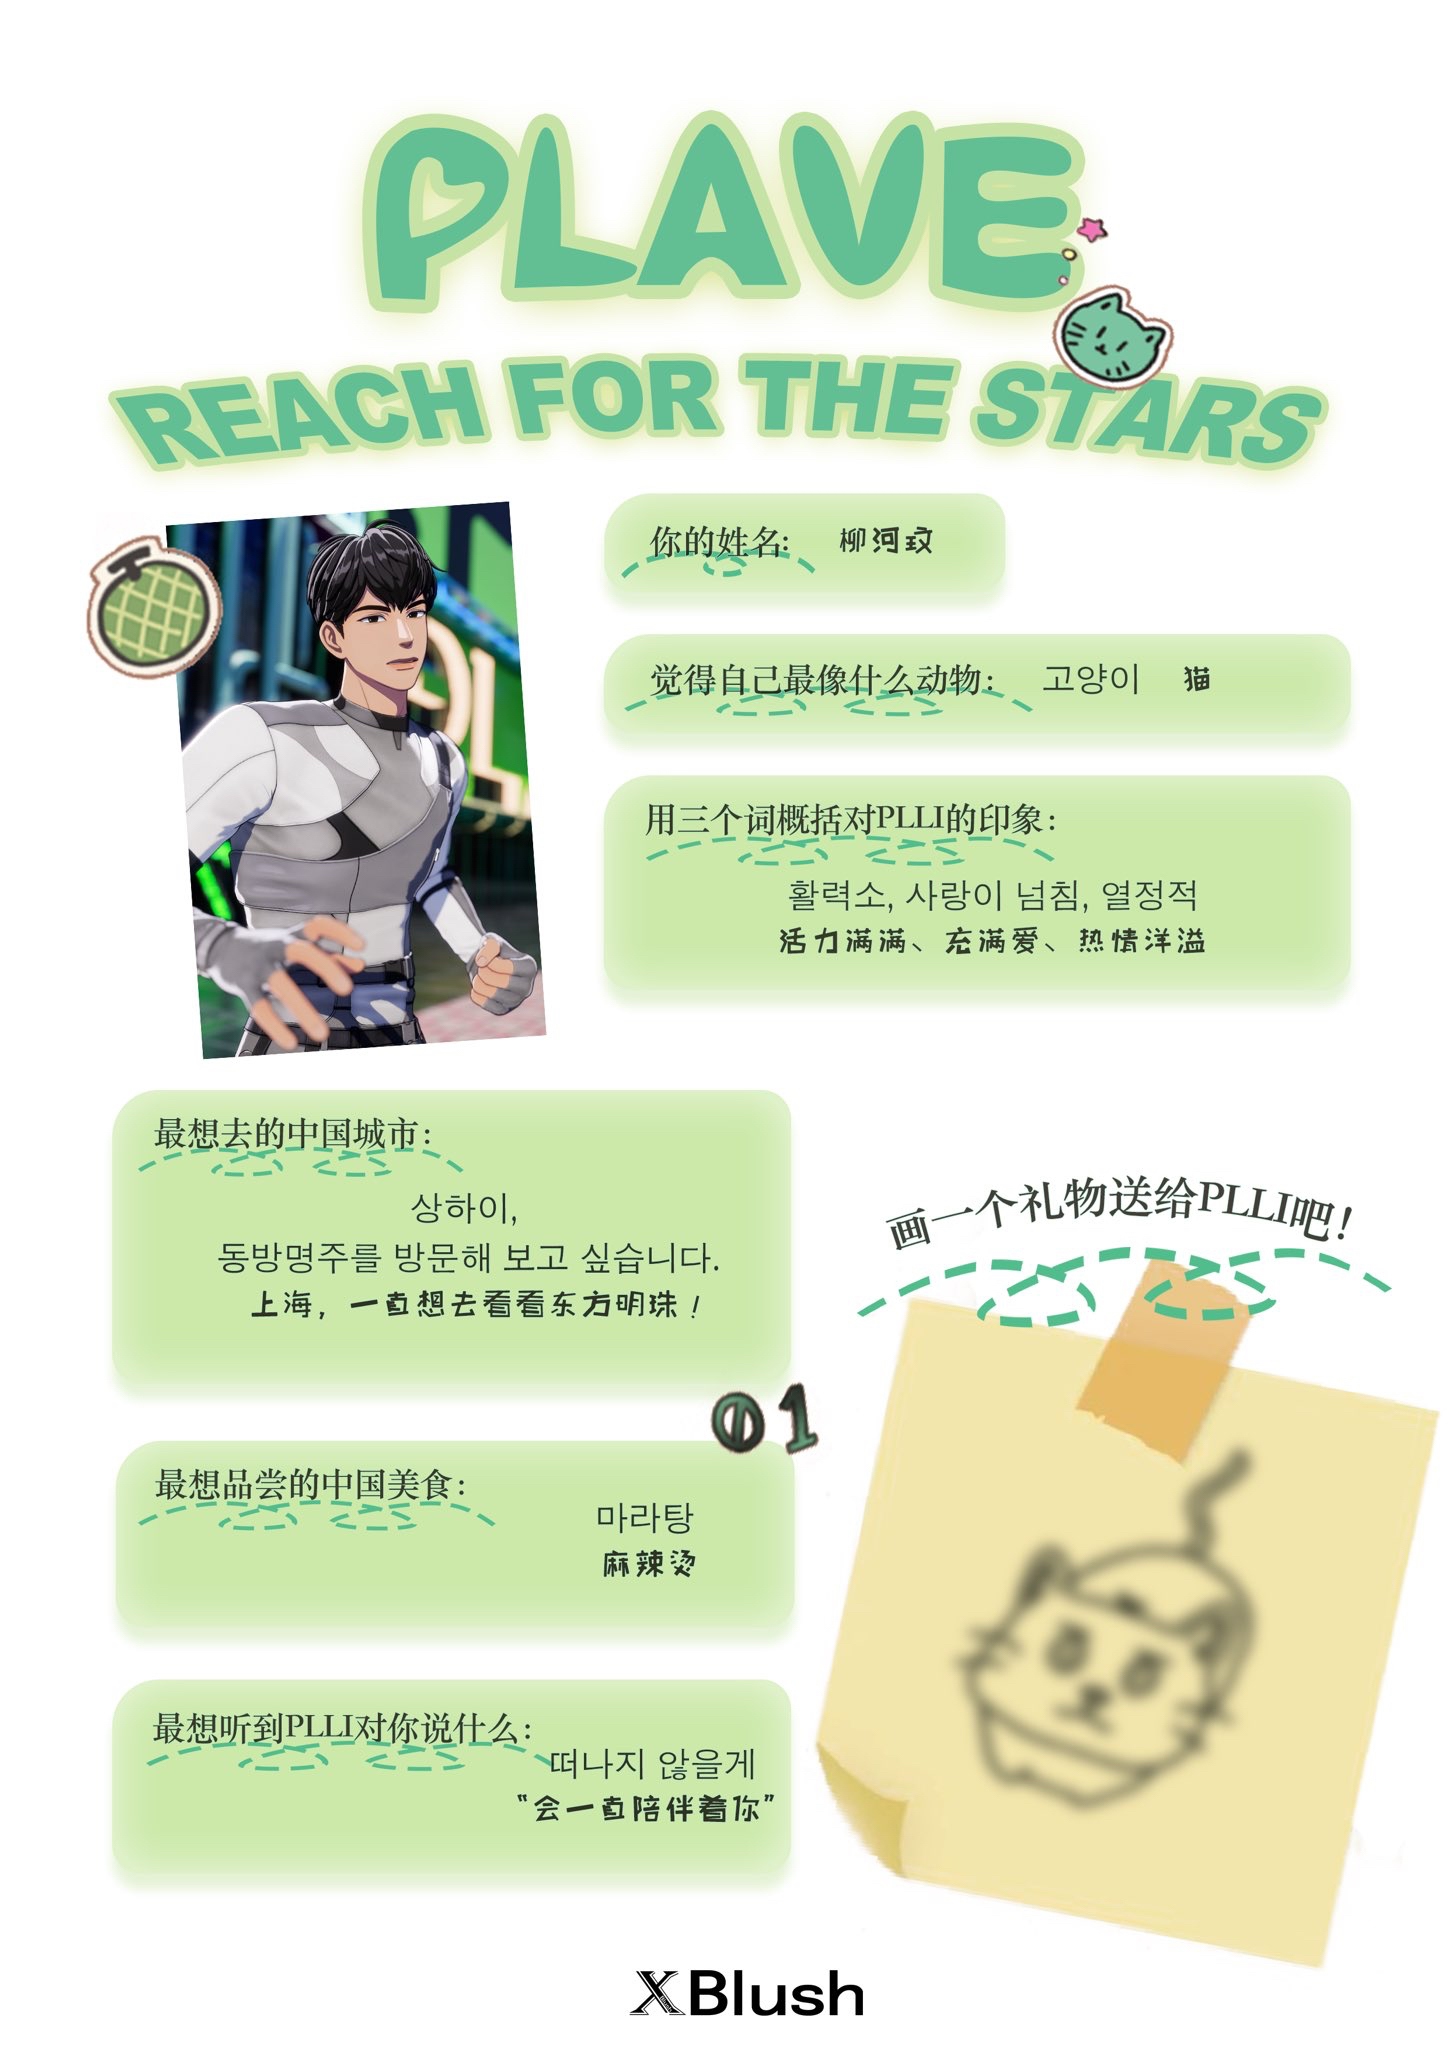 PLAVE
REACH FOR THE STARS
你的姓名: 柳河玟
觉得自己最像什么动物: 고양이 猫
用三个词概括对PLLI的印象:
활력소, 사랑이 넘침, 열정적
活力满满、充满爱、热情洋溢
最想去的中国城市:
상하이,
동방명주를 방문해 보고 싶습니다.
上海，一直想去看看东方明珠！
画一个礼物送给PLLI吧！
01
最想品尝的中国美食:
마라탕
麻辣烫
最想听到PLLI对你说什么:
떠나지 않을게
“会一直陪伴着你”
XBlush